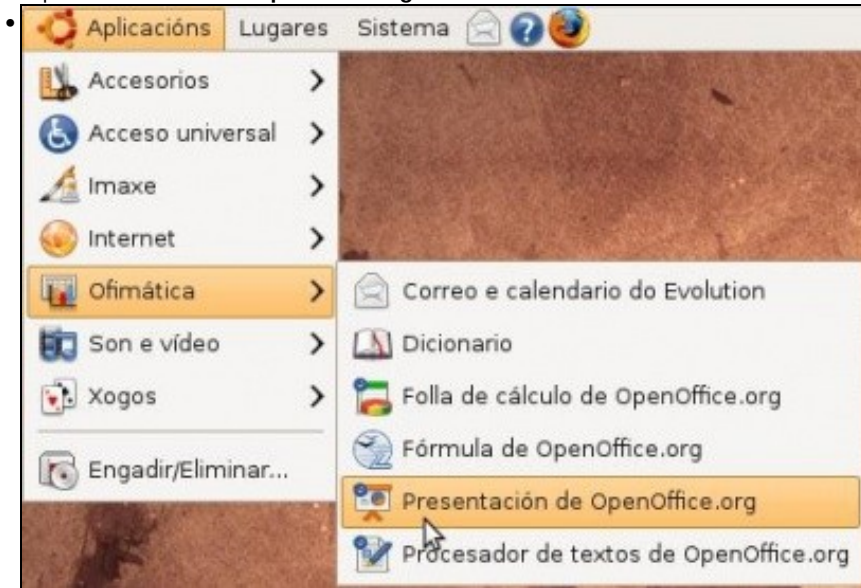 Aplicacións Lugares Sistema
Accesorios
Acceso universal
Imaxe
Internet
Ofimática
Son e vídeo
Xogos
Engadir/Eliminar...
Correo e calendario do Evolution
Dicionario
Folla de cálculo de OpenOffice.org
Fórmula de OpenOffice.org
Presentación de OpenOffice.org
Procesador de textos de OpenOffice.org